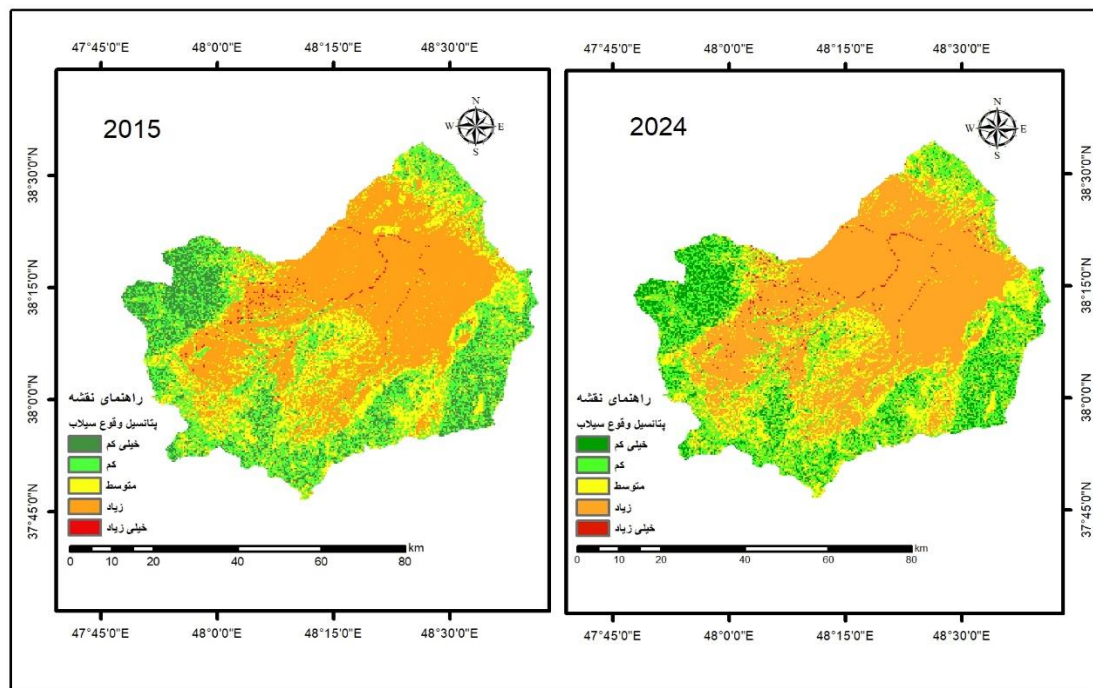 47°45'0"E 48°0'0"E 48°15'0"E 48°30'0"E
2015
N
W E
S
38°30'0"N
38°15'0"N
38°0'0"N
37°45'0"N
راهنمای نقشه
پتانسیل وقوع سیلاب
خیلی کم
کم
متوسط
زیاد
خیلی زیاد
km
0 10 20 40 60 80
47°45'0"E 48°0'0"E 48°15'0"E 48°30'0"E
47°45'0"E 48°0'0"E 48°15'0"E 48°30'0"E
2024
N
W E
S
38°30'0"N
38°15'0"N
38°0'0"N
37°45'0"N
راهنمای نقشه
پتانسیل وقوع سیلاب
خیلی کم
کم
متوسط
زیاد
خیلی زیاد
km
0 10 20 40 60 80
47°45'0"E 48°0'0"E 48°15'0"E 48°30'0"E